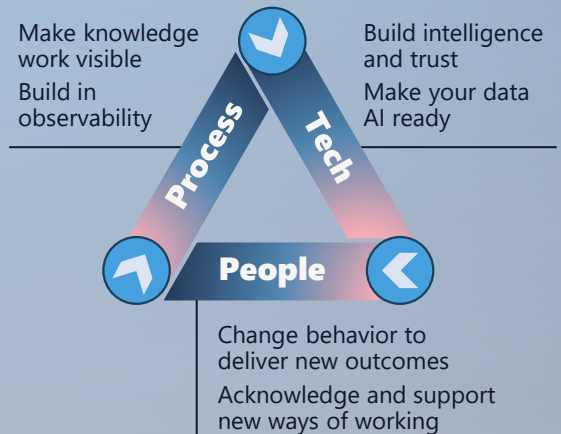 Make knowledge
work visible
Build in
observability
Process
Tech
Build intelligence
and trust
Make your data
AI ready
People
Change behavior to
deliver new outcomes
Acknowledge and support
new ways of working